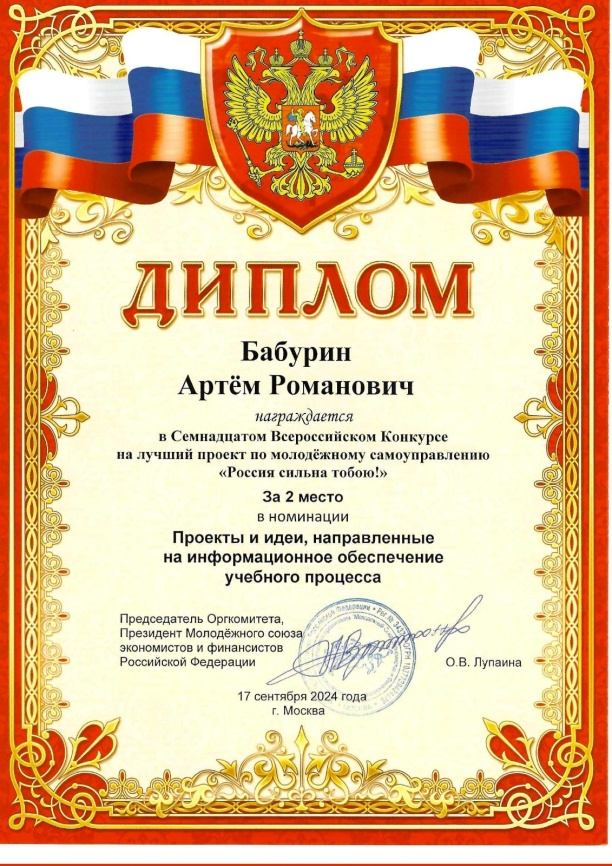 ДИПЛОМ
Бабурин
Артём Романович
награждается
в Семнадцатом Всероссийском Конкурсе
на лучший проект по молодёжному самоуправлению
«Россия сильна тобою!»
За 2 место
в номинации
Проекты и идеи, направленные
на информационное обеспечение
учебного процесса
Председатель Оргкомитета,
Президент Молодёжного союза
экономистов и финансистов
Российской Федерации
О.В. Лупаина
17 сентября 2024 года
г. Москва